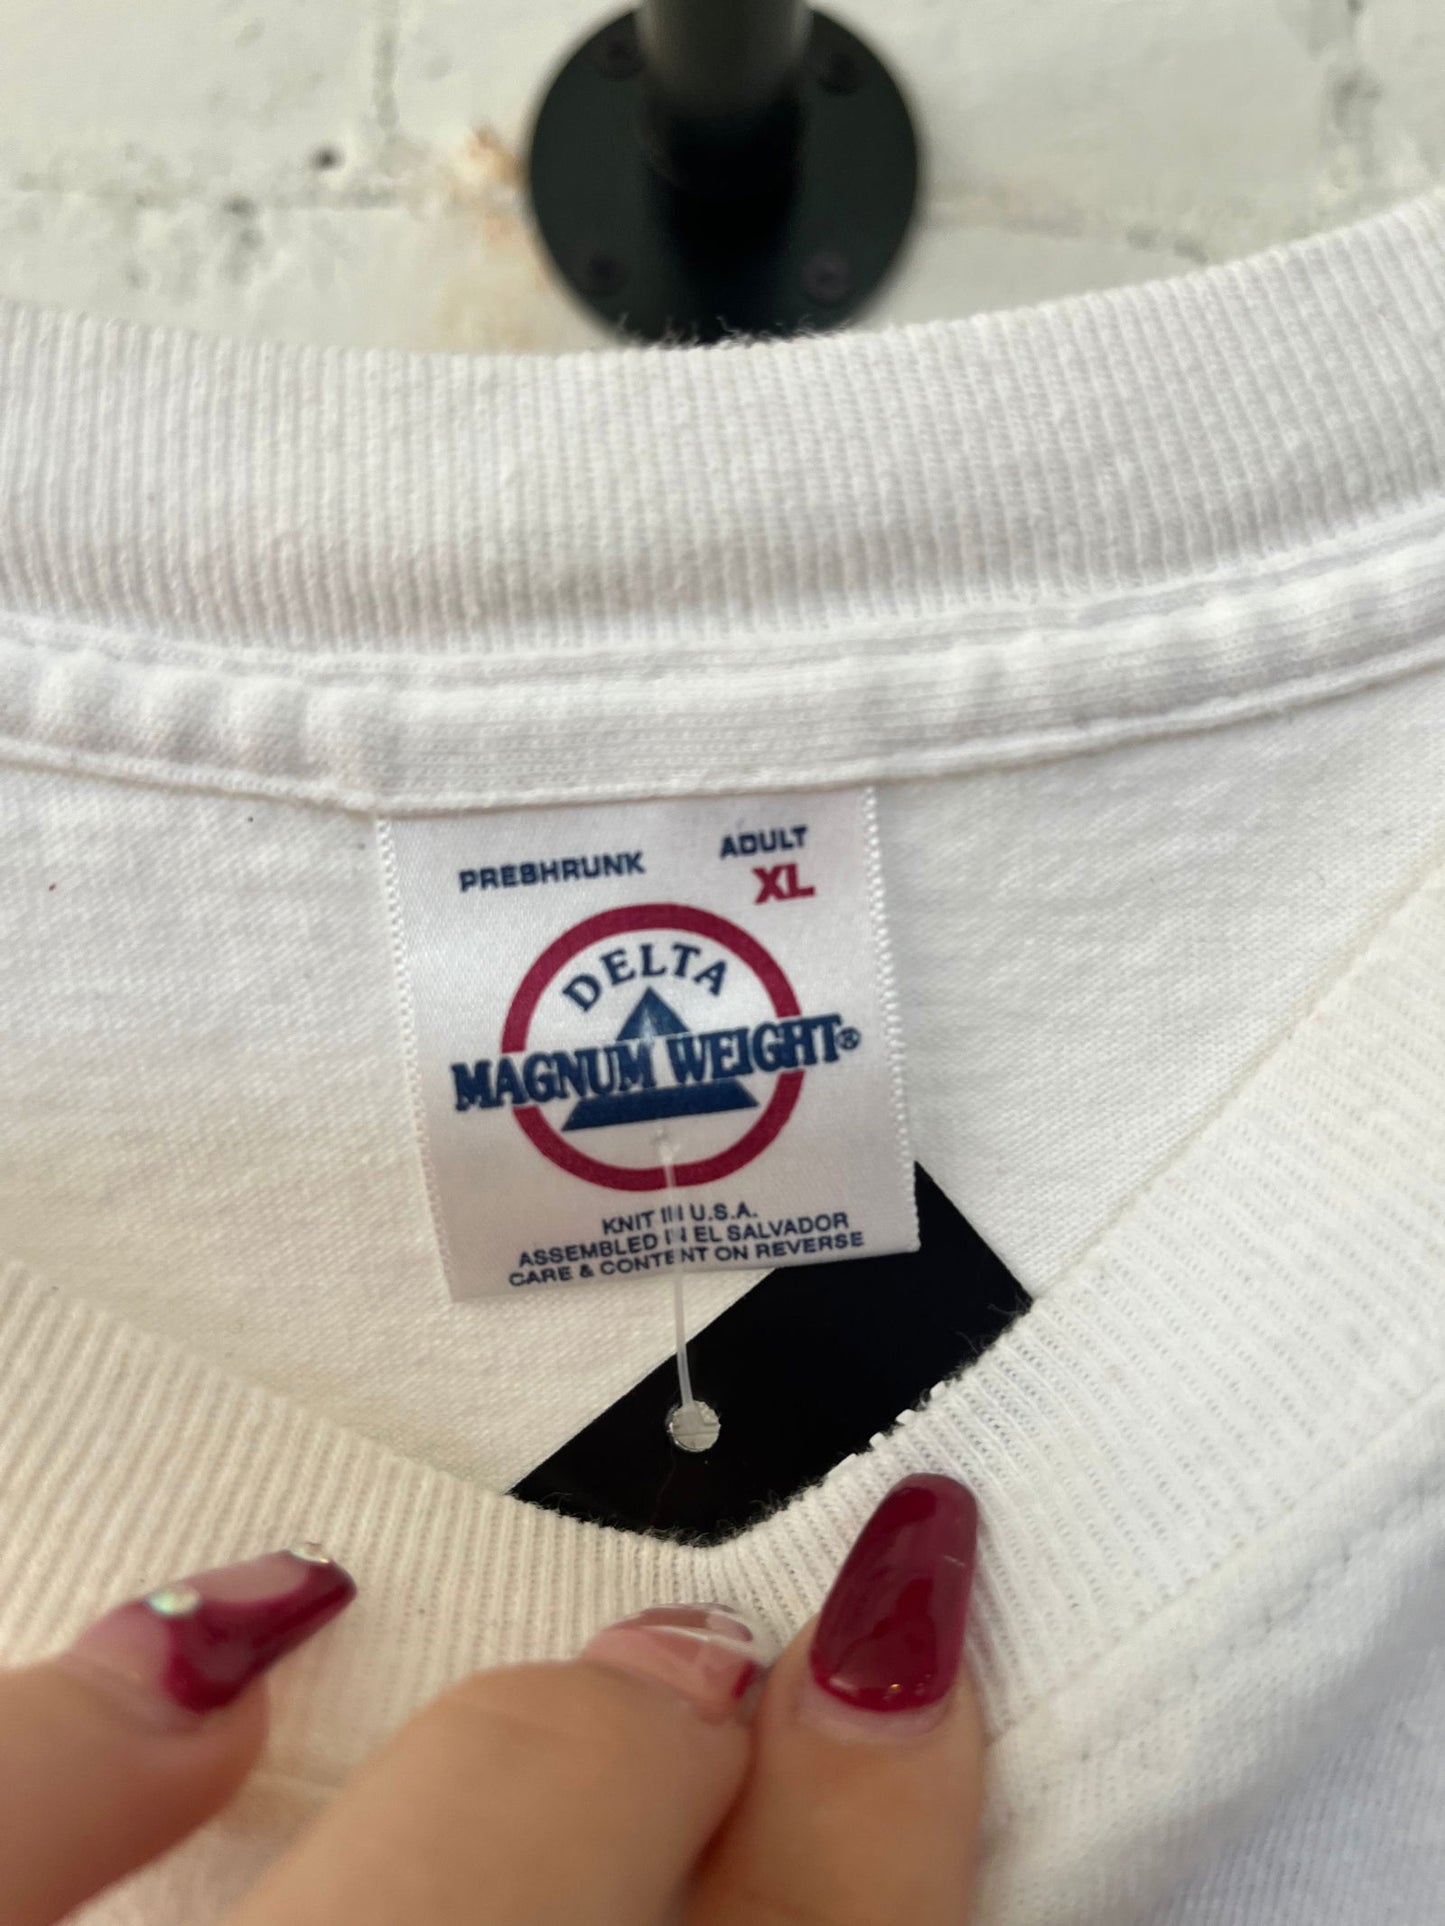 PRESHRUNK
ADULT
XL
DELTA
MAGNUM WEIGHT®
KNIT IN U.S.A.
ASSEMBLED IN EL SALVADOR
CARE & CONTENT ON REVERSE